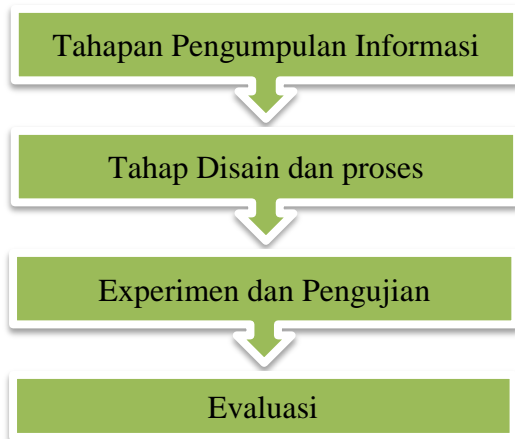 Tahapan Pengumpulan Informasi
Tahap Disain dan proses
Experimen dan Pengujian
Evaluasi